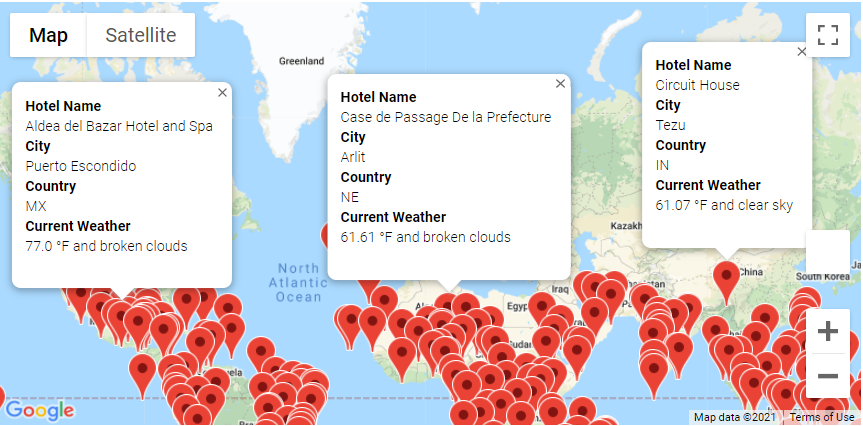 Map
Satellite
Greenland
Hotel Name
Aldea del Bazar Hotel and Spa
City
Puerto Escondido
Country
MX
Current Weather
77.0 °F and broken clouds
Hotel Name
Case de Passage De la Prefecture
City
Arlit
Country
NE
Current Weather
61.61 °F and broken clouds
Hotel Name
Circuit House
City
Tezu
Country
IN
Current Weather
61.07 °F and clear sky
North
Atlantic
Ocean
Iraq
China
South Korea
Google
Map data ©2021
Terms of Use